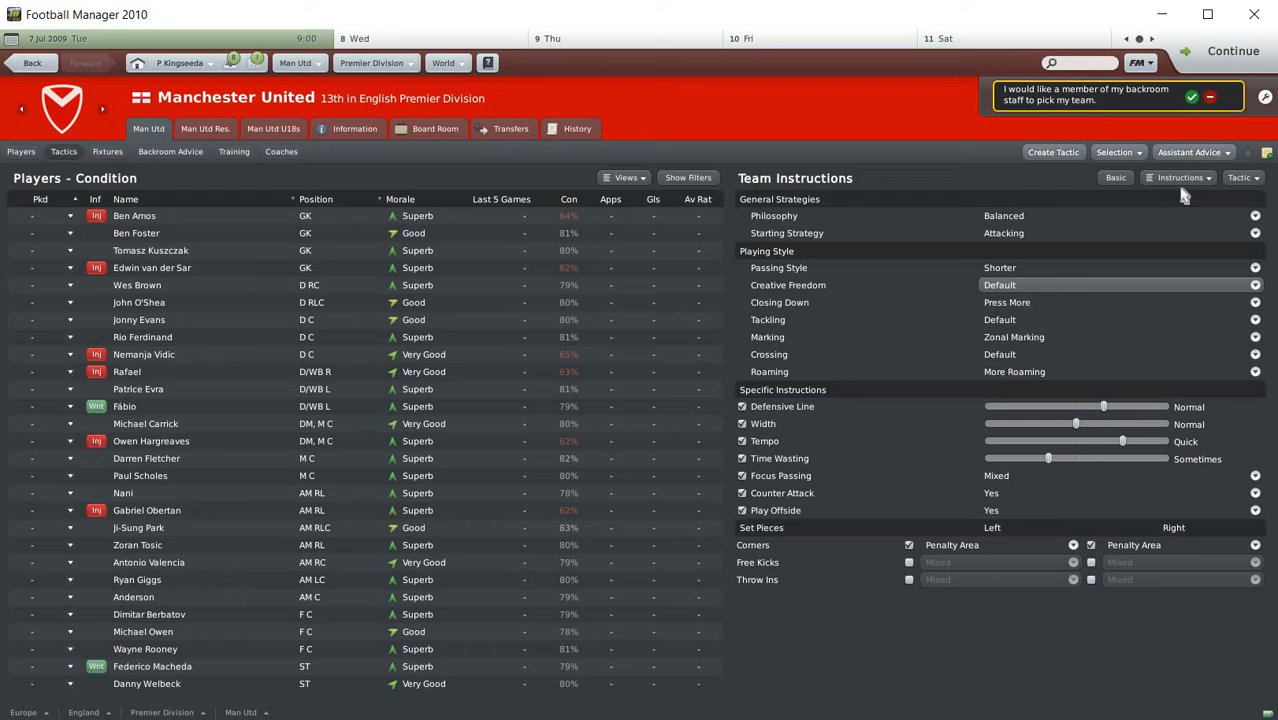 Football Manager 2010
7 Jul 2009 Tue 9:00 8 Wed 9 Thu 10 Fri 11 Sat Continue
Back Forward P Kingseeda 8 ! Man Utd Premier Division World ? FM
Manchester United 13th in English Premier Division
I would like a member of my backroom
staff to pick my team.
Man Utd Man Utd Res. Man Utd U18s Information Board Room Transfers History
Players Tactics Fixtures Backroom Advice Training Coaches Create Tactic Selection Assistant Advice
Players - Condition Views Show Filters
Pkd Inf Name Position Morale Last 5 Games Con Apps Gls Av Rat
- Inj Ben Amos GK Superb - 64% - - -
- Ben Foster GK Good - 81% - - -
- Tomasz Kuszczak GK Superb - 80% - - -
- Inj Edwin van der Sar GK Superb - 62% - - -
- Wes Brown D RC Superb - 79% - - -
- John O'Shea D RLC Good - 80% - - -
- Jonny Evans D C Good - 80% - - -
- Rio Ferdinand D C Superb - 81% - - -
- Inj Nemanja Vidic D C Very Good - 65% - - -
- Inj Rafael D/WB R Very Good - 63% - - -
- Patrice Evra D/WB L Superb - 81% - - -
- Wnt Fábio D/WB L Superb - 79% - - -
- Michael Carrick DM, M C Very Good - 80% - - -
- Inj Owen Hargreaves DM, M C Superb - 62% - - -
- Darren Fletcher M C Superb - 82% - - -
- Paul Scholes M C Superb - 80% - - -
- Nani AM RL Superb - 78% - - -
- Inj Gabriel Obertan AM RL Superb - 62% - - -
- Ji-Sung Park AM RLC Good - 83% - - -
- Zoran Tosic AM RL Superb - 80% - - -
- Antonio Valencia AM RC Very Good - 80% - - -
- Ryan Giggs AM LC Superb - 80% - - -
- Anderson AM C Superb - 80% - - -
- Dimitar Berbatov F C Superb - 80% - - -
- Michael Owen F C Good - 78% - - -
- Wayne Rooney F C Superb - 81% - - -
- Wnt Federico Macheda ST Superb - 79% - - -
- Danny Welbeck ST Very Good - 80% - - -
Team Instructions Basic Instructions Tactic
General Strategies
Philosophy Balanced
Starting Strategy Attacking
Playing Style
Passing Style Shorter
Creative Freedom Default
Closing Down Press More
Tackling Default
Marking Zonal Marking
Crossing Default
Roaming More Roaming
Specific Instructions
Defensive Line Normal
Width Normal
Tempo Quick
Time Wasting Sometimes
Focus Passing Mixed
Counter Attack Yes
Play Offside Yes
Set Pieces Left Right
Corners Penalty Area Penalty Area
Free Kicks Mixed Mixed
Throw Ins Mixed Mixed
Europe England Premier Division Man Utd